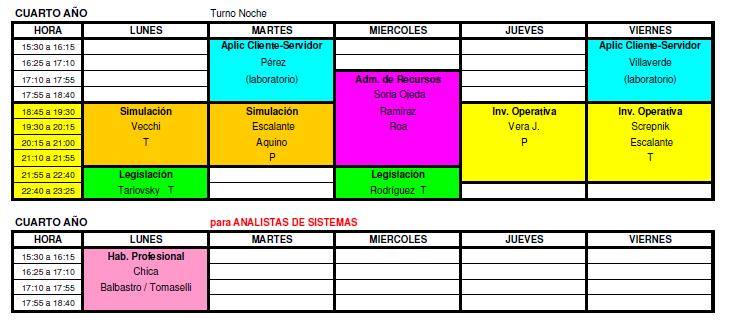 CUARTO AÑO Turno Noche
HORA LUNES MARTES MIERCOLES JUEVES VIERNES
15:30 a 16:15 Aplic Cliente-Servidor Aplic Cliente-Servidor
16:25 a 17:10 Pérez Villaverde
17:10 a 17:55 (laboratorio) Adm. de Recursos (laboratorio)
17:55 a 18:40 Soria Ojeda
18:45 a 19:30 Simulación Simulación Ramírez Inv. Operativa Inv. Operativa
19:30 a 20:15 Vecchi Escalante Roa Vera J. Screpnik
20:15 a 21:00 T Aquino P Escalante
21:10 a 21:55 P T
21:55 a 22:40 Legislación Legislación
22:40 a 23:25 Tarlovsky T Rodríguez T
CUARTO AÑO para ANALISTAS DE SISTEMAS
HORA LUNES MARTES MIERCOLES JUEVES VIERNES
15:30 a 16:15 Hab. Profesional
16:25 a 17:10 Chica
17:10 a 17:55 Balbastro / Tomaselli
17:55 a 18:40